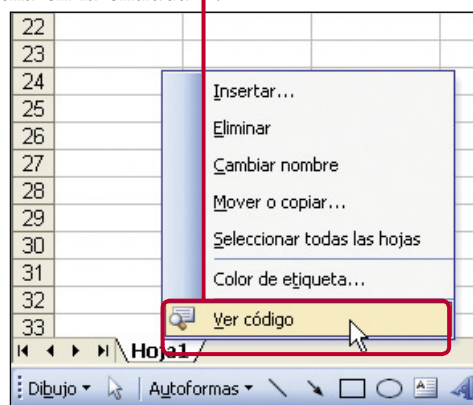 22
23
24
25
26
27
28
29
30
31
32
33
Insertar...
Eliminar
Cambiar nombre
Mover o copiar...
Seleccionar todas las hojas
Color de etiqueta...
Ver código
Hoja1
Dibujo
Autoformas